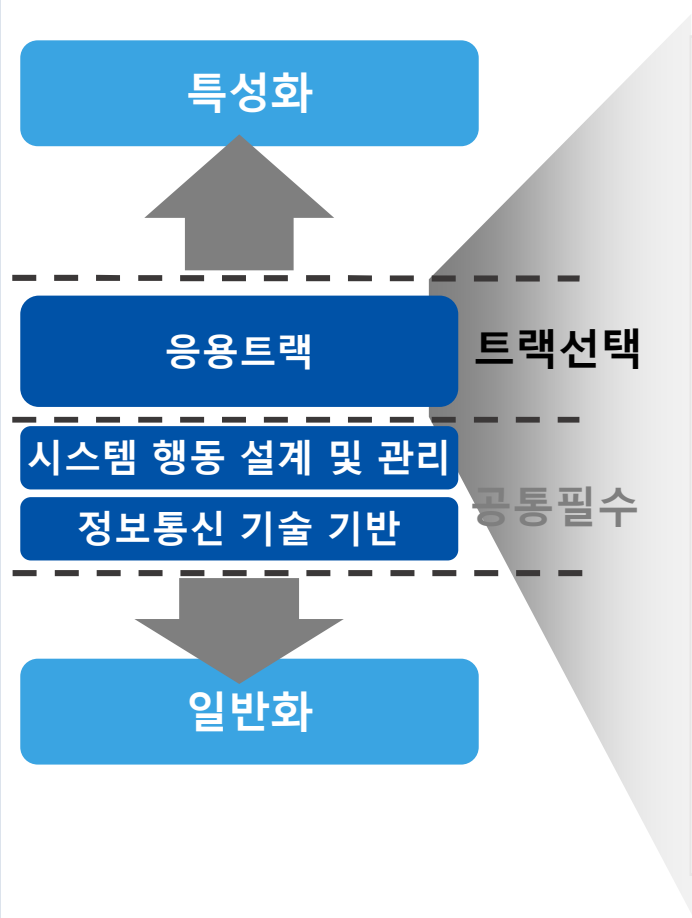 특성화
응용트랙
트랙선택
시스템 행동 설계 및 관리
정보통신 기술 기반
공통필수
일반화